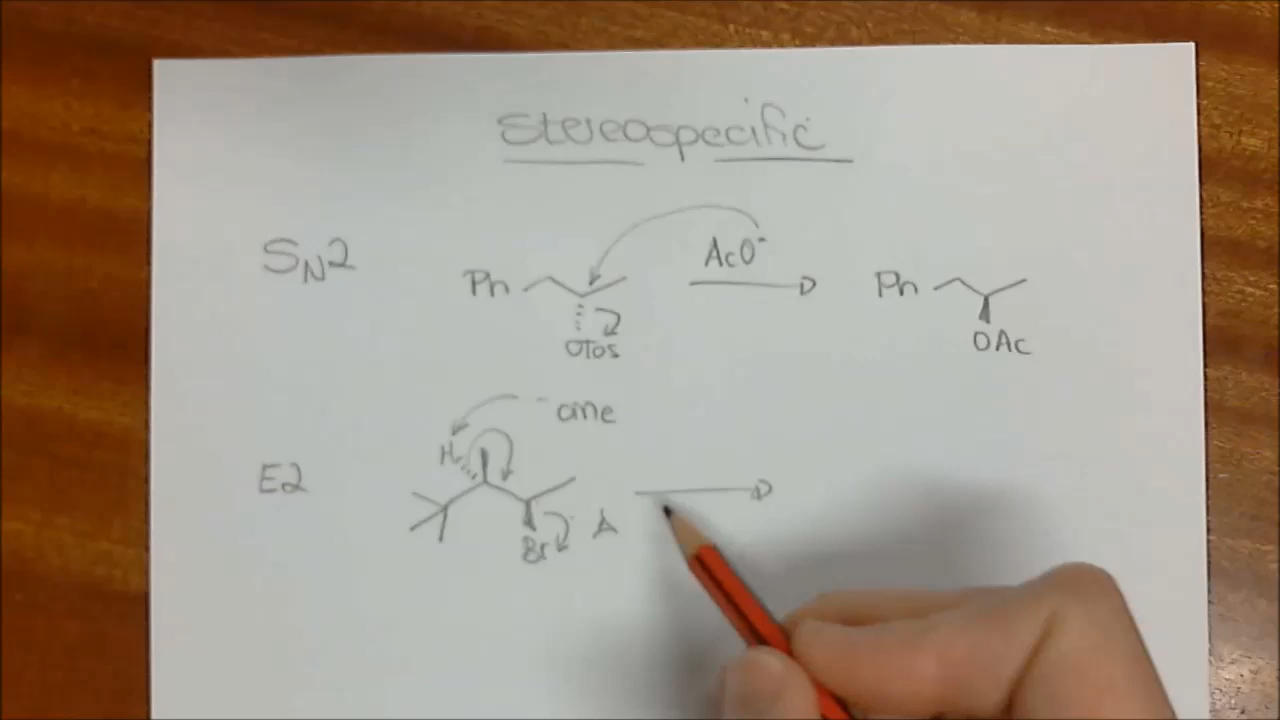 Stereospecific
SN2
AcO-
Ph
OTos
Ph
OAc
-OMe
E2
H
Br
Δ